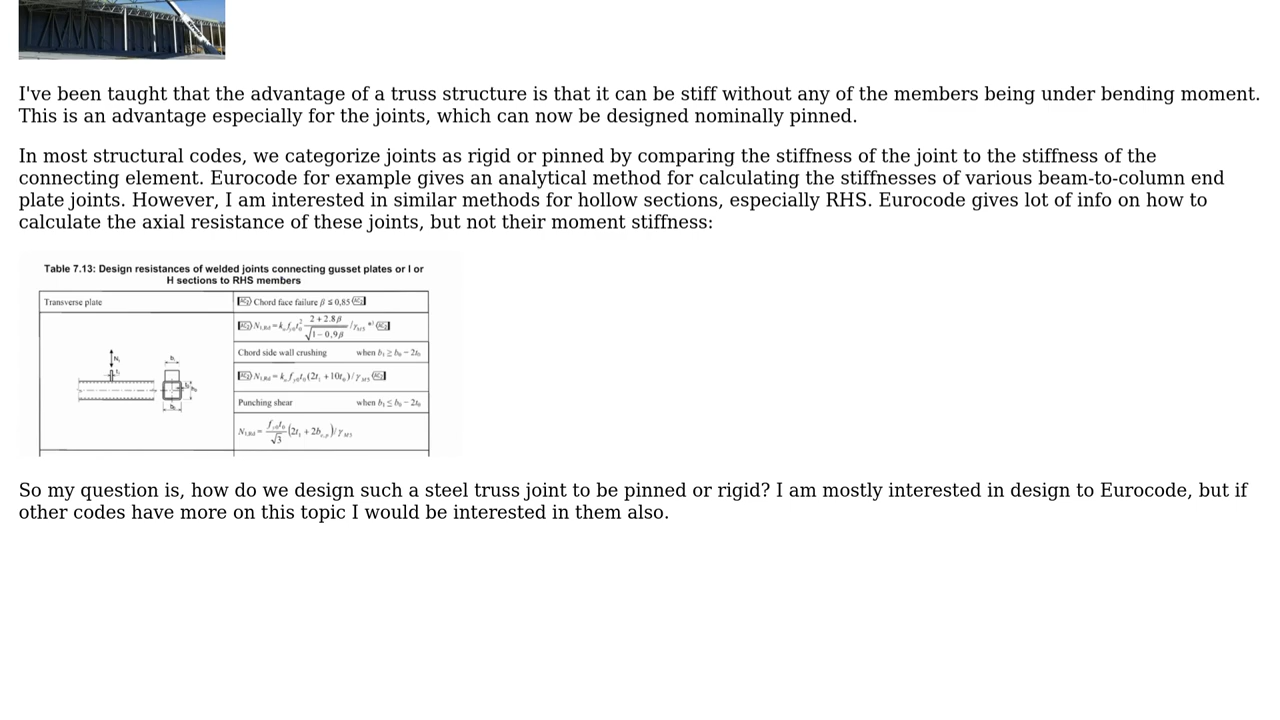 I've been taught that the advantage of a truss structure is that it can be stiff without any of the members being under bending moment.
This is an advantage especially for the joints, which can now be designed nominally pinned.
In most structural codes, we categorize joints as rigid or pinned by comparing the stiffness of the joint to the stiffness of the
connecting element. Eurocode for example gives an analytical method for calculating the stiffnesses of various beam-to-column end
plate joints. However, I am interested in similar methods for hollow sections, especially RHS. Eurocode gives lot of info on how to
calculate the axial resistance of these joints, but not their moment stiffness:
Table 7.13: Design resistances of welded joints connecting gusset plates or I or
H sections to RHS members
Transverse plate
Chord face failure β ≤ 0,85
2 + 2.8β
√1 – 0,9β
Chord side wall crushing when b₁ ≥ b₀ – 2t₀
Punching shear when b₁ ≤ b₀ – 2t₀
So my question is, how do we design such a steel truss joint to be pinned or rigid? I am mostly interested in design to Eurocode, but if
other codes have more on this topic I would be interested in them also.